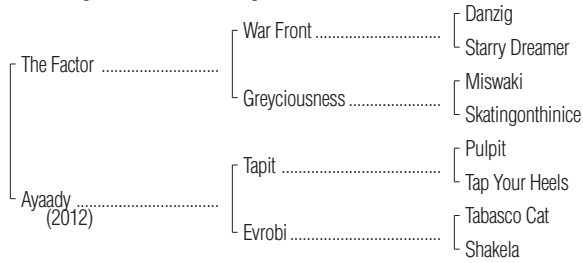 Danzig
War Front ................................
Starry Dreamer
The Factor ..............................
Miswaki
Greyciousness ........................
Skatingonthinice
Pulpit
Tapit ........................................
Tap Your Heels
Ayaady ....................................
(2012)
Tabasco Cat
Evrobi ......................................
Shakela